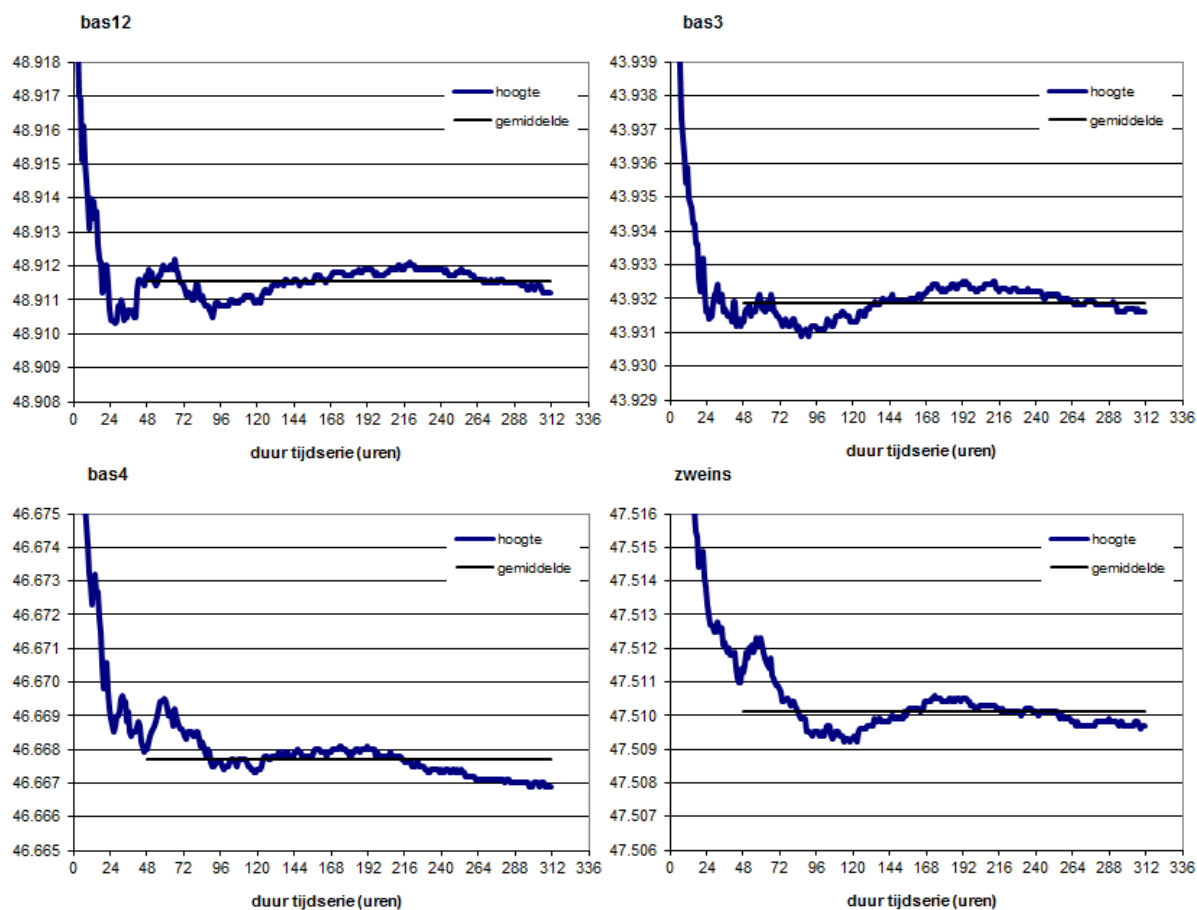 bas12
48.918
48.917
48.916
48.915
48.914
48.913
48.912
48.911
48.910
48.909
48.908
hoogte
gemiddelde
0 24 48 72 96 120 144 168 192 216 240 264 288 312 336
duur tijdserie (uren)
bas3
43.939
43.938
43.937
43.936
43.935
43.934
43.933
43.932
43.931
43.930
43.929
hoogte
gemiddelde
0 24 48 72 96 120 144 168 192 216 240 264 288 312 336
duur tijdserie (uren)
bas4
46.675
46.674
46.673
46.672
46.671
46.670
46.669
46.668
46.667
46.666
46.665
hoogte
gemiddelde
0 24 48 72 96 120 144 168 192 216 240 264 288 312 336
duur tijdserie (uren)
zweins
47.516
47.515
47.514
47.513
47.512
47.511
47.510
47.509
47.508
47.507
47.506
hoogte
gemiddelde
0 24 48 72 96 120 144 168 192 216 240 264 288 312 336
duur tijdserie (uren)